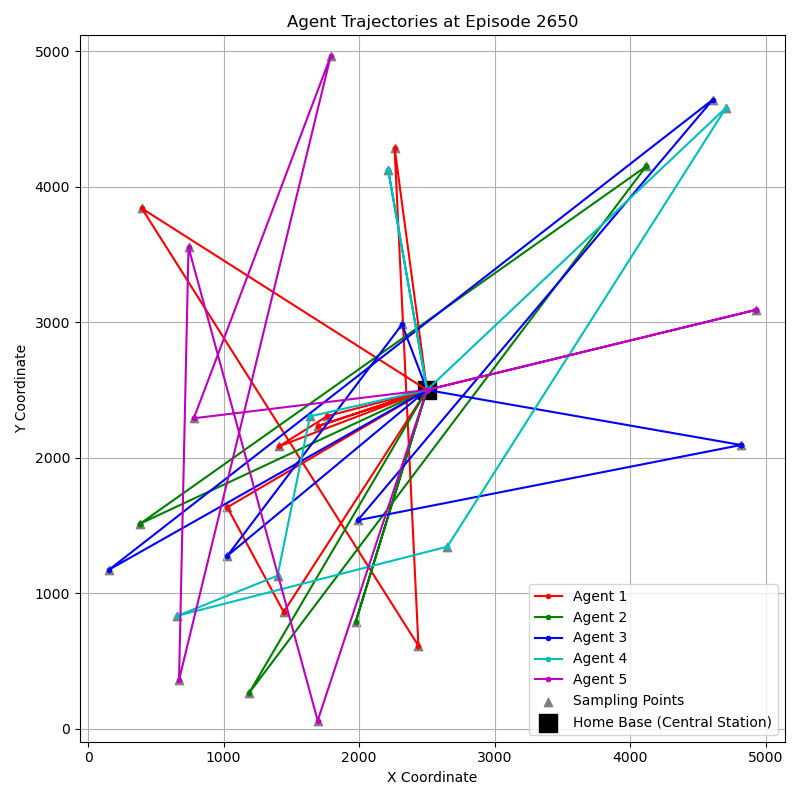 Agent Trajectories at Episode 2650
5000
4000
3000
2000
1000
0
Y Coordinate
0 1000 2000 3000 4000 5000
X Coordinate
Agent 1
Agent 2
Agent 3
Agent 4
Agent 5
Sampling Points
Home Base (Central Station)